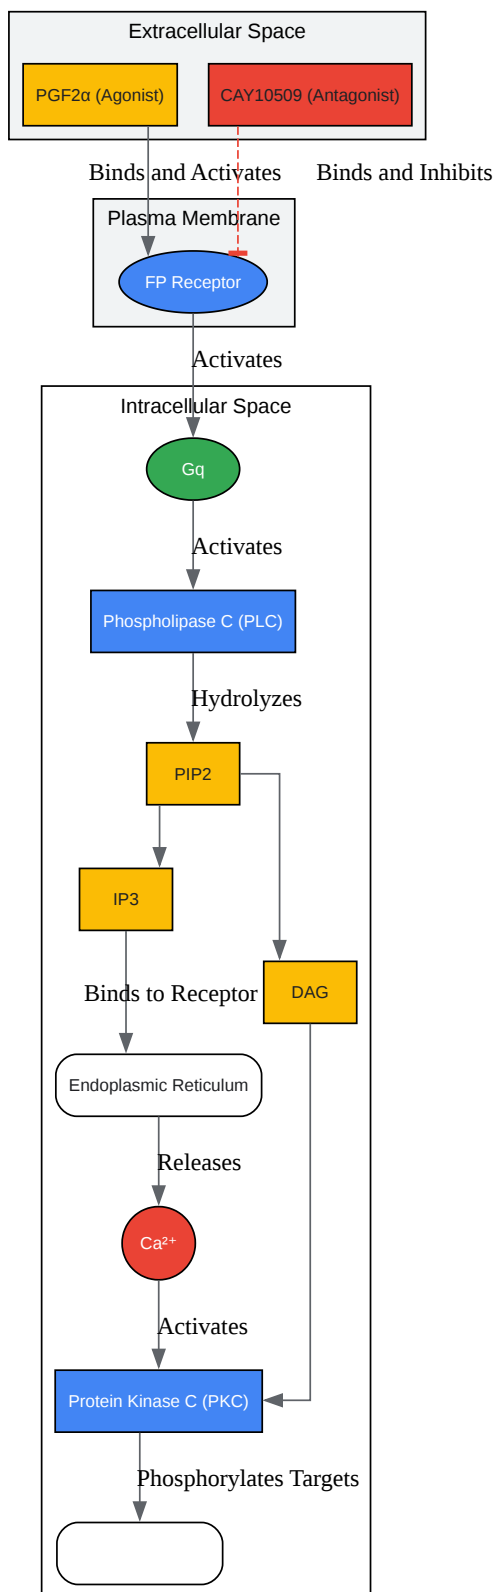 Extracellular Space
PGF2α (Agonist)
CAY10509 (Antagonist)
Binds and Activates
Binds and Inhibits
Plasma Membrane
FP Receptor
Activates
Intracellular Space
Gq
Activates
Phospholipase C (PLC)
Hydrolyzes
PIP2
IP3
DAG
Binds to Receptor
Endoplasmic Reticulum
Releases
Ca²⁺
Activates
Protein Kinase C (PKC)
Phosphorylates Targets